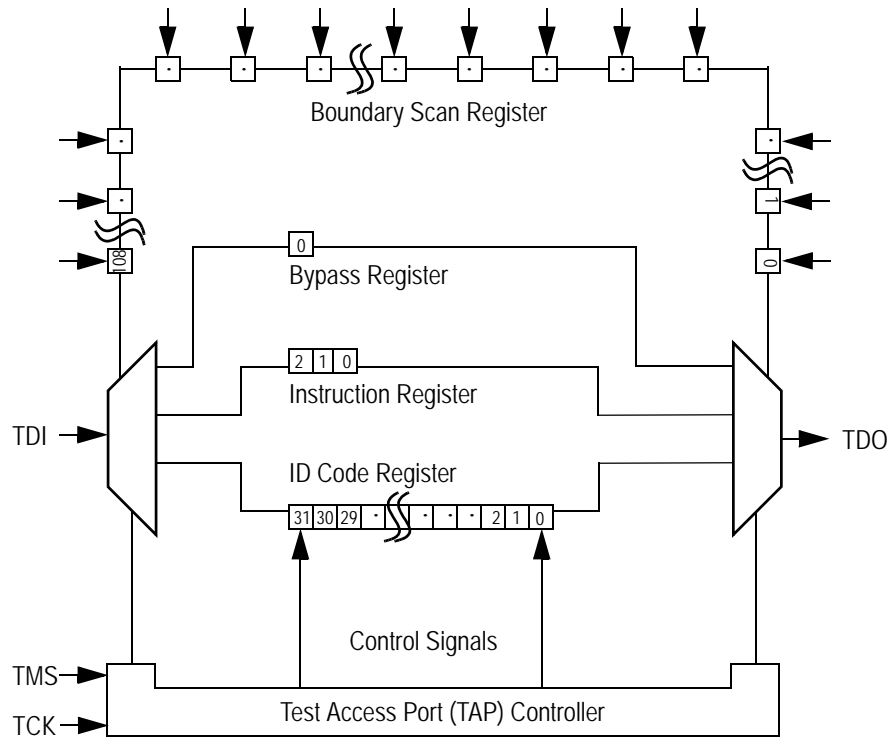 Boundary Scan Register
1
108
0
0
Bypass Register
2 1 0
Instruction Register
TDI
TDO
ID Code Register
31 30 29 · · · · 2 1 0
Control Signals
TMS
Test Access Port (TAP) Controller
TCK